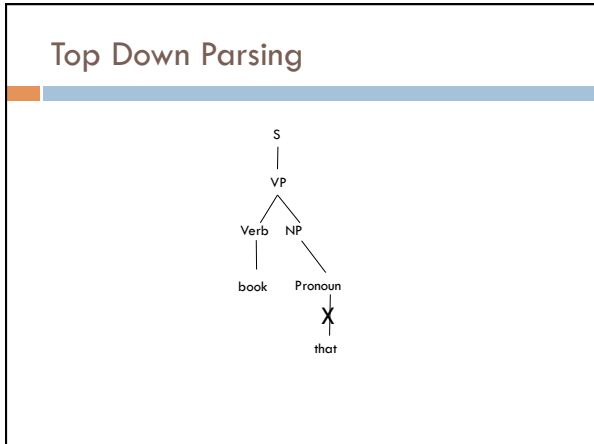 Top Down Parsing
S
VP
Verb NP
book Pronoun
X
that